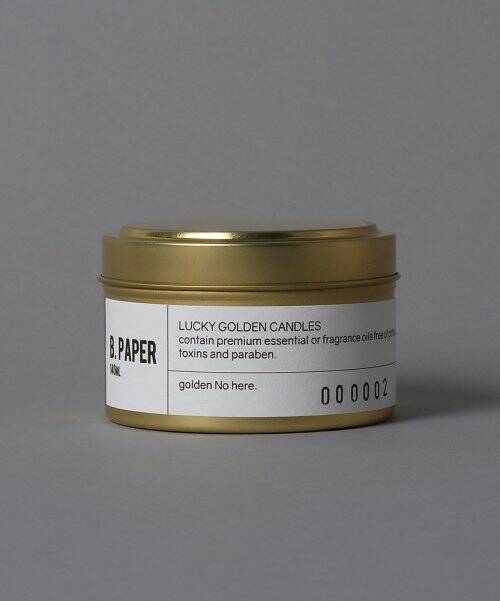 B. PAPER
140ML
LUCKY GOLDEN CANDLES
contain premium essential or fragrance oils free of
toxins and paraben.
golden No here.
000002